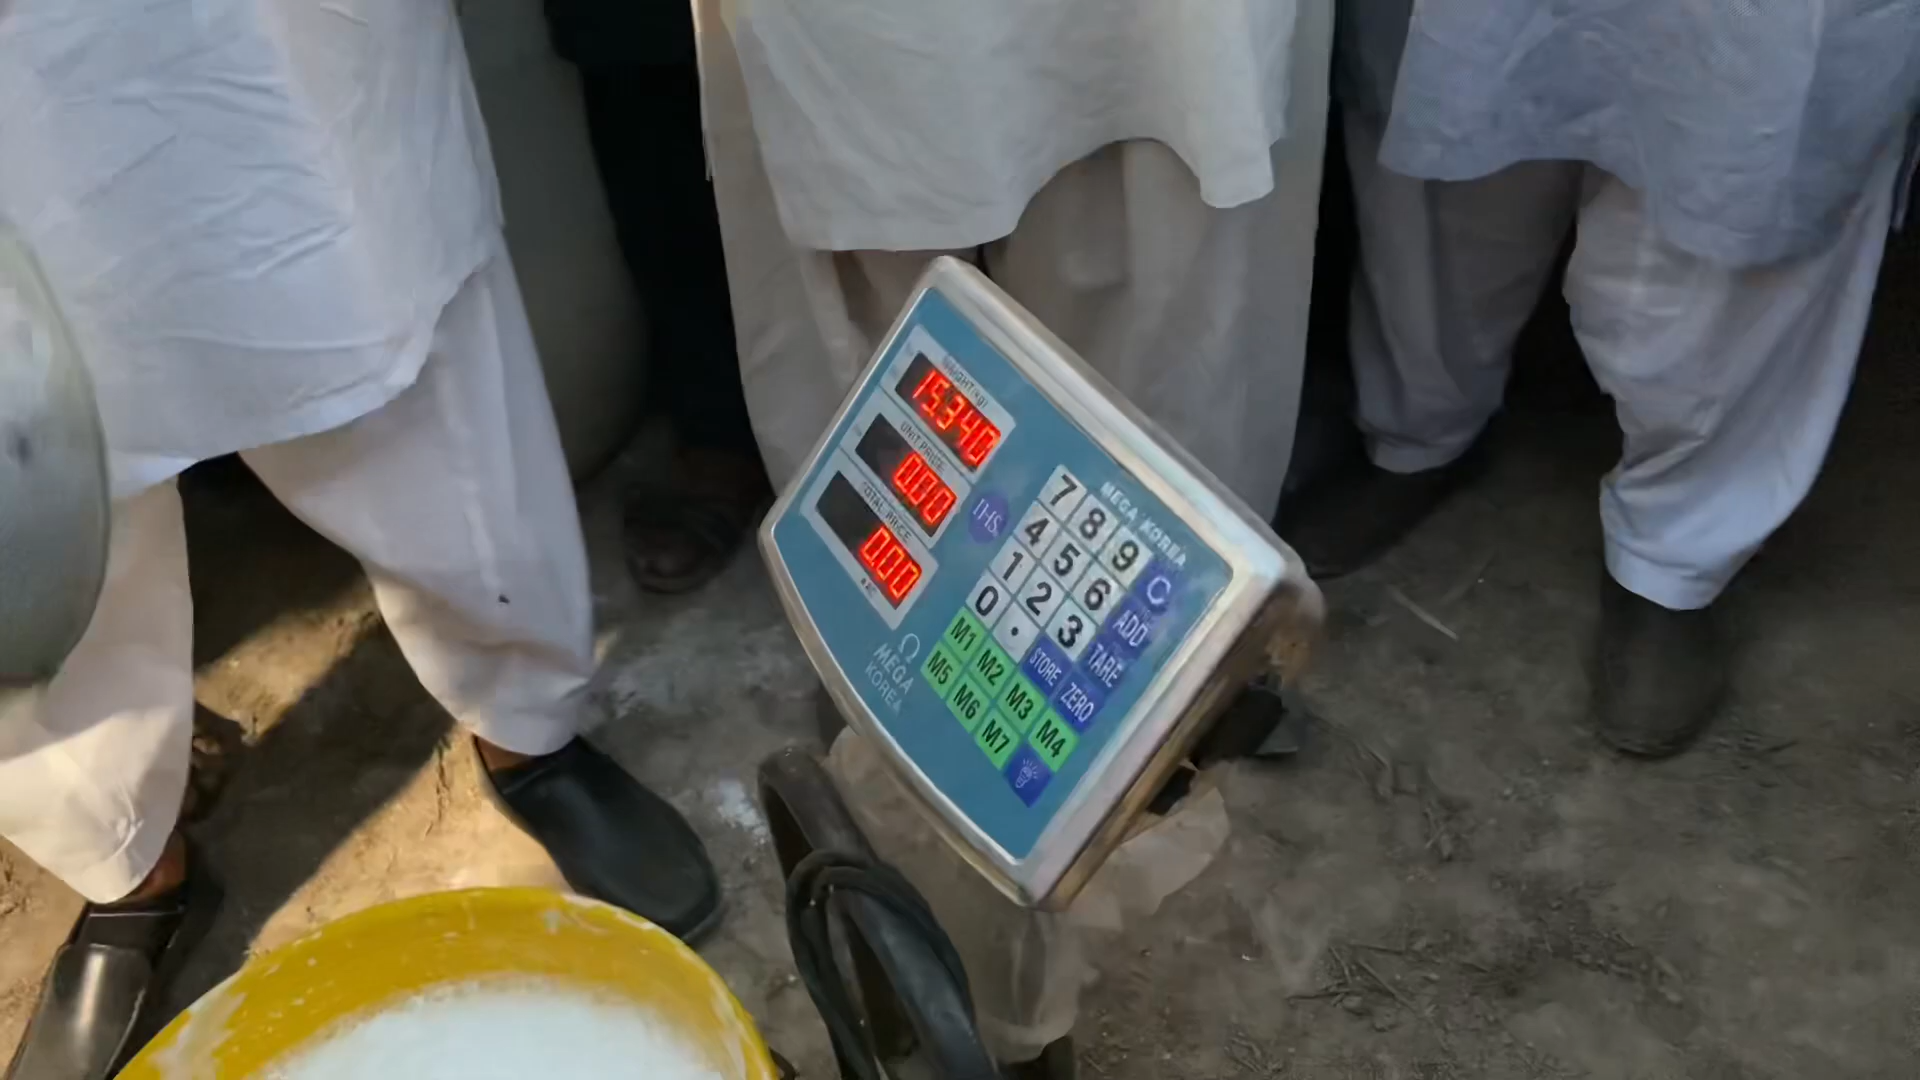 WEIGHT(kg)
15.340
UNIT PRICE
0.00
TOTAL PRICE
0.00
IHS
MEGA KOREA
7 8 9 C
4 5 6 ADD
1 2 3 TARE
0 . STORE ZERO
M1 M2 M3 M4
M5 M6 M7
MEGA
KOREA